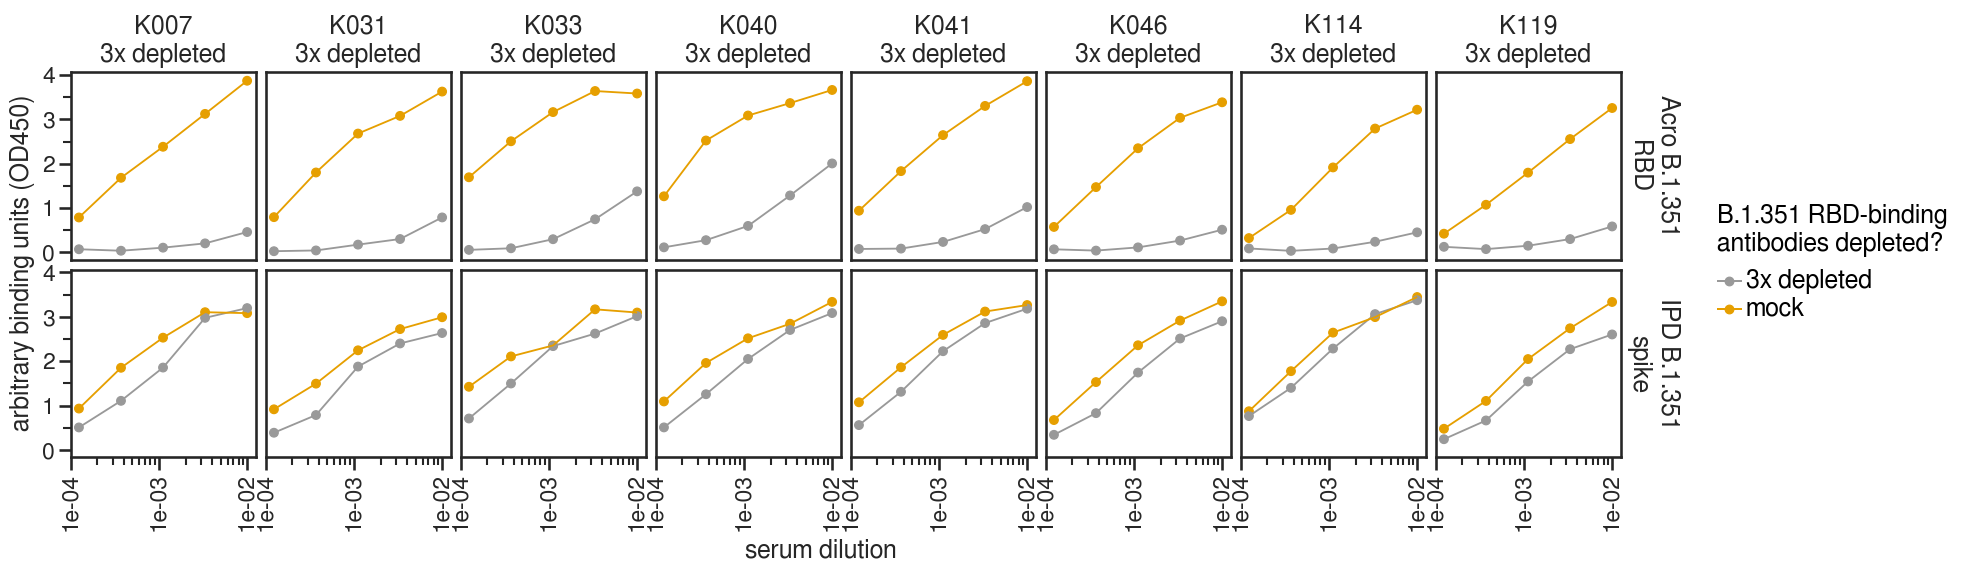 K007
3x depleted
K031
3x depleted
K033
3x depleted
K040
3x depleted
K041
3x depleted
K046
3x depleted
K114
3x depleted
K119
3x depleted
arbitrary binding units (OD450)
4
3
2
1
0
4
3
2
1
0
Acro B.1.351
RBD
IPD B.1.351
spike
1e-04
1e-03
1e-02
1e-04
1e-03
1e-02
1e-04
1e-03
1e-02
1e-04
1e-03
1e-02
1e-04
1e-03
1e-02
1e-04
1e-03
1e-02
1e-04
1e-03
1e-02
1e-04
1e-03
1e-02
serum dilution
B.1.351 RBD-binding
antibodies depleted?
3x depleted
mock